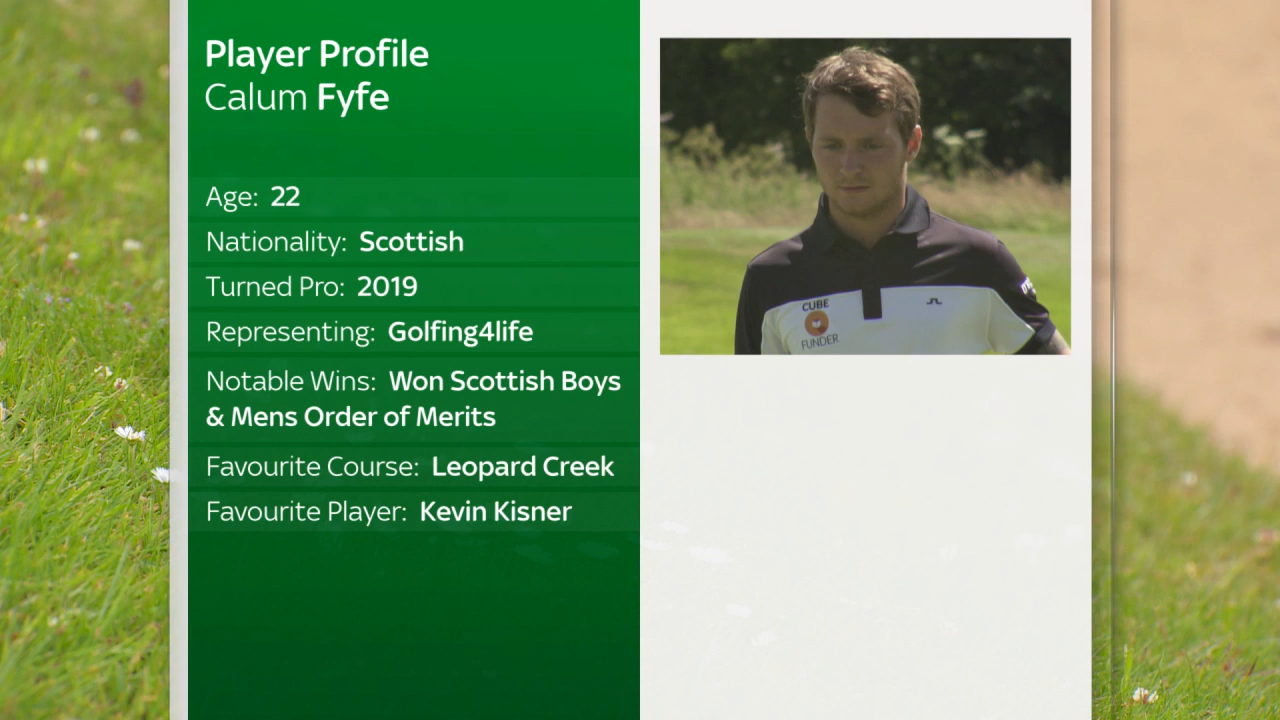 Player Profile
Calum Fyfe
Age: 22
Nationality: Scottish
Turned Pro: 2019
Representing: Golfing4life
Notable Wins: Won Scottish Boys
& Mens Order of Merits
Favourite Course: Leopard Creek
Favourite Player: Kevin Kisner
CUBE
FUNDER